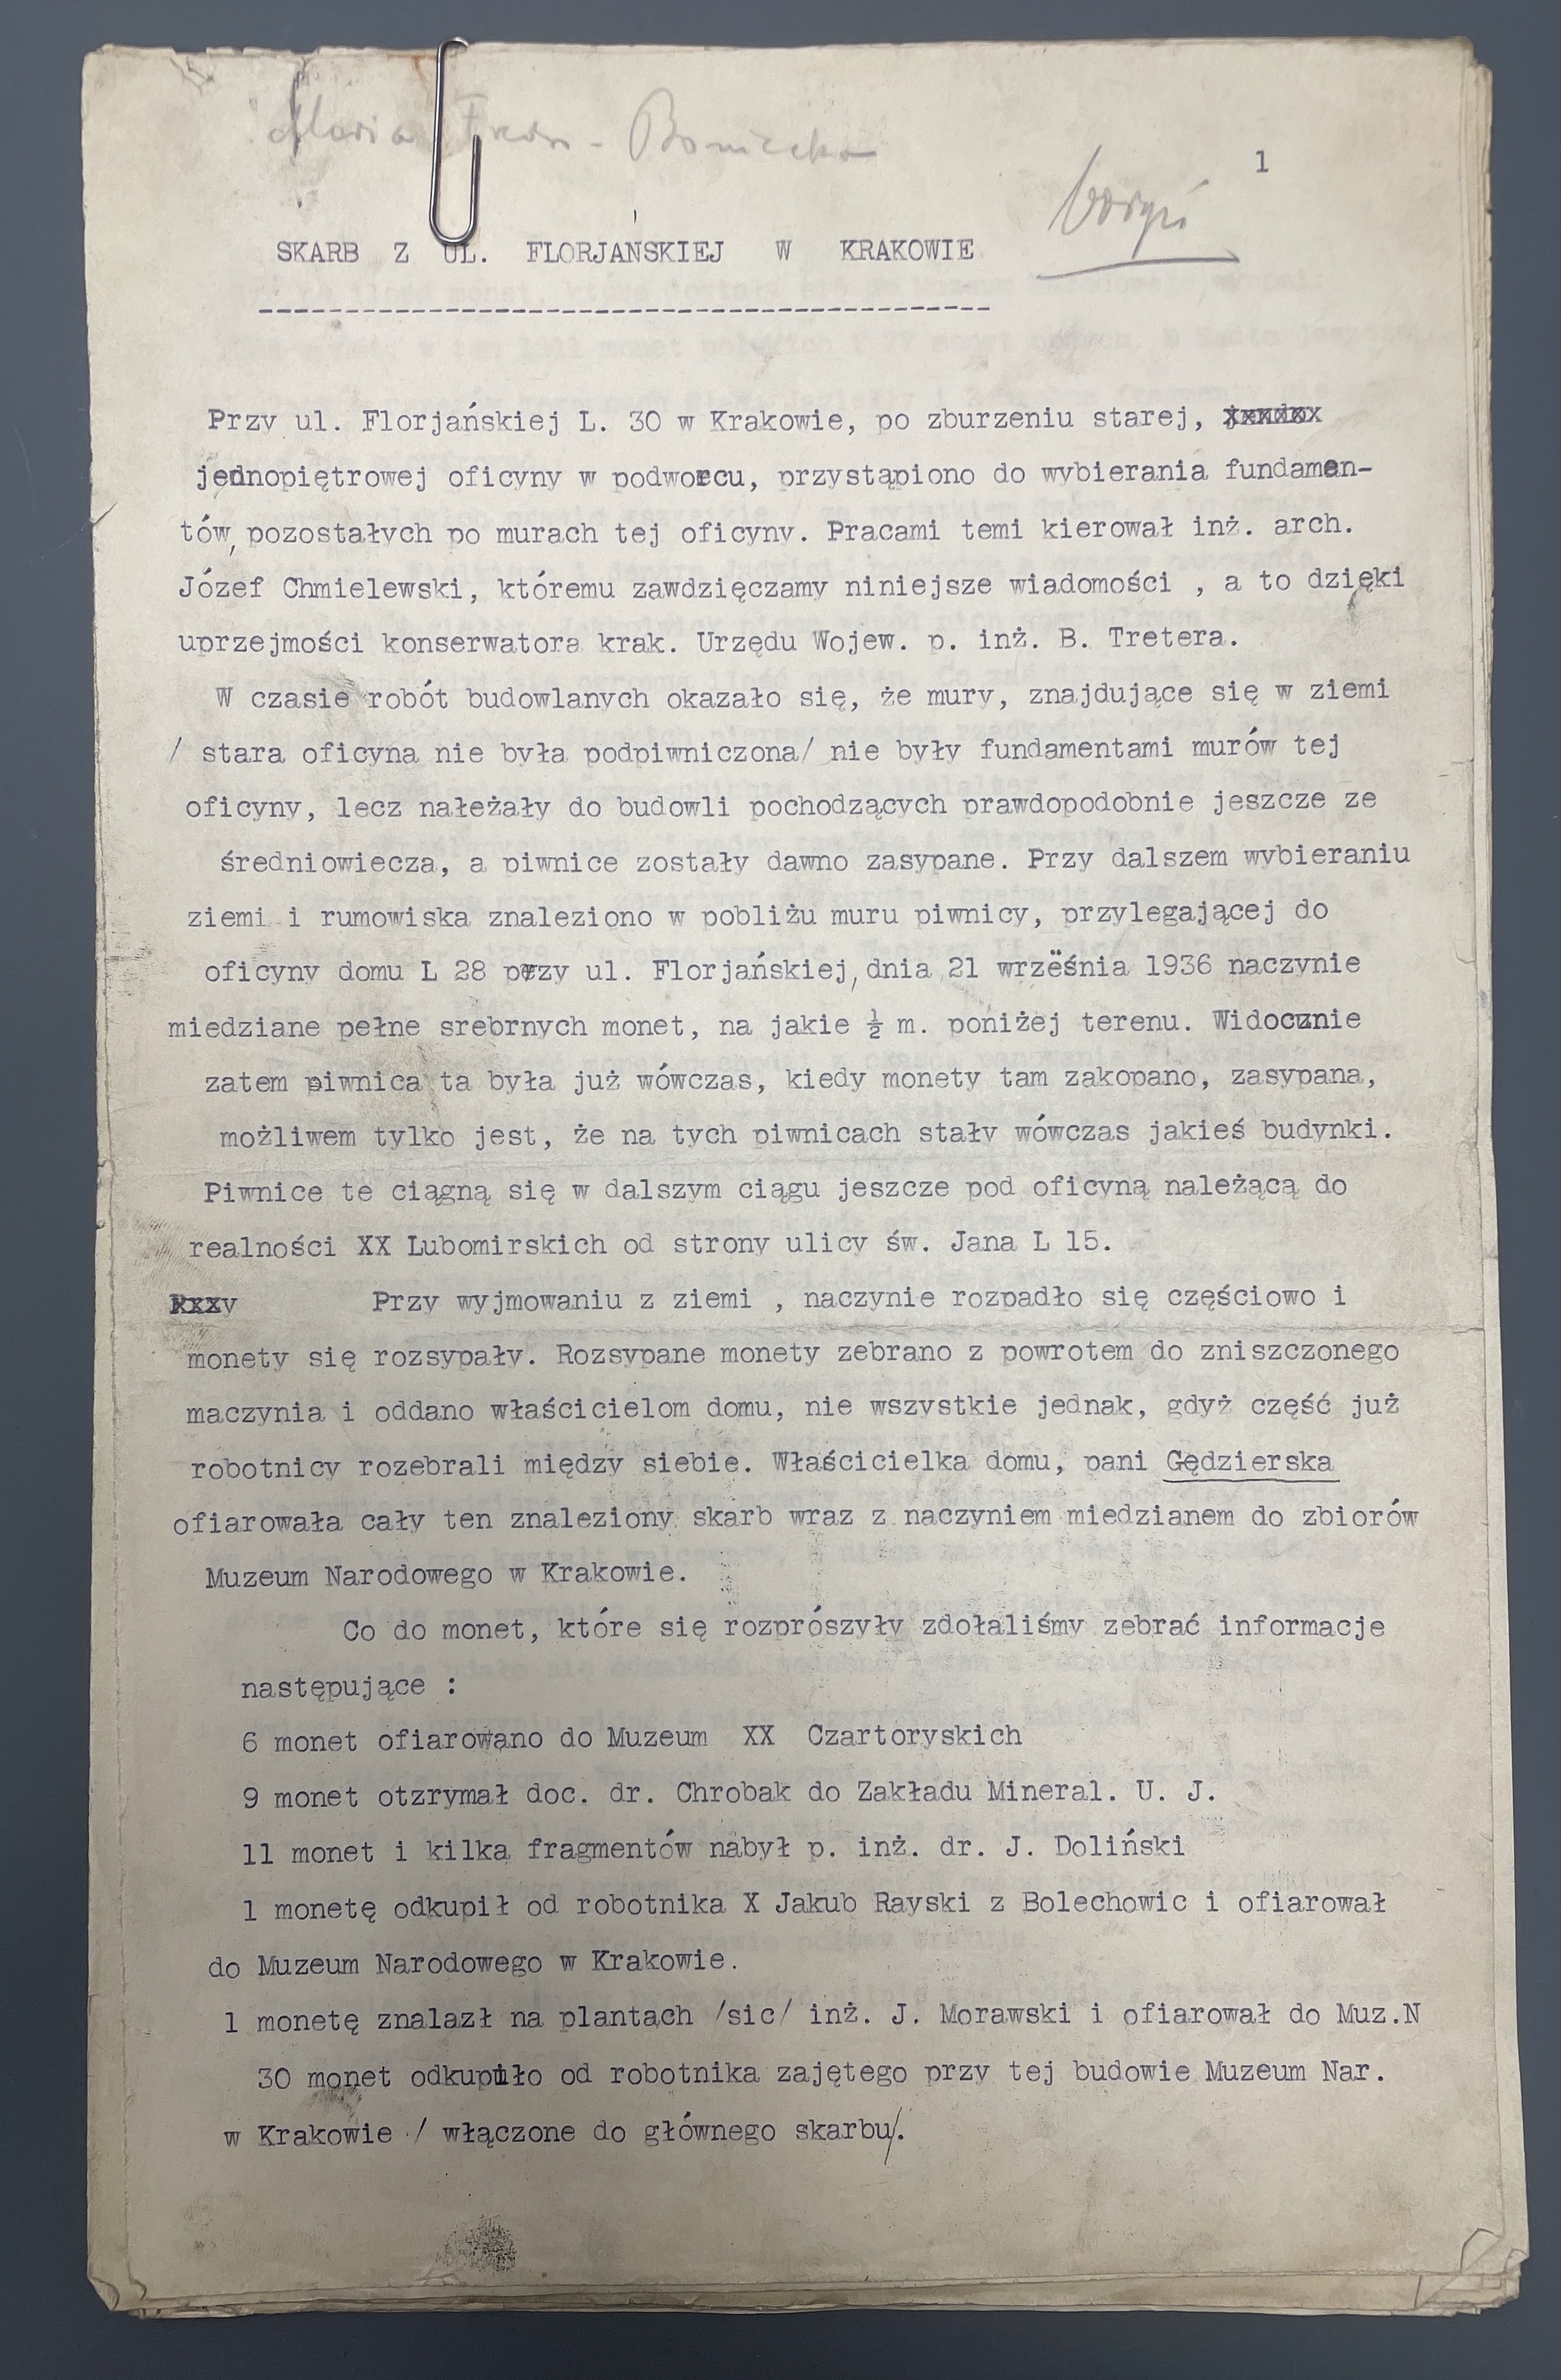 Maria
1
SKARB Z UL. FLORJAŃSKIEJ W KRAKOWIE
Przy ul. Florjańskiej L. 30 w Krakowie, po zburzeniu starej,
jednopiętrowej oficyny w podworcu, przystąpiono do wybierania fundamen-
tów, pozostałych po murach tej oficyny. Pracami temi kierował inż. arch.
Józef Chmielewski, któremu zawdzięczamy niniejsze wiadomości , a to dzięki
uprzejmości konserwatora krak. Urzędu Wojew. p. inż. B. Tretera.
W czasie robót budowlanych okazało się, że mury, znajdujące się w ziemi
/ stara oficyna nie była podpiwniczona/ nie były fundamentami murów tej
oficyny, lecz należały do budowli pochodzących prawdopodobnie jeszcze ze
średniowiecza, a piwnice zostały dawno zasypane. Przy dalszem wybieraniu
ziemi i rumowiska znaleziono w pobliżu muru piwnicy, przylegającej do
oficyny domu L 28 przy ul. Florjańskiej, dnia 21 września 1936 naczynie
miedziane pełne srebrnych monet, na jakie ½ m. poniżej terenu. Widocznie
zatem piwnica ta była już wówczas, kiedy monety tam zakopano, zasypana,
możliwem tylko jest, że na tych piwnicach stały wówczas jakieś budynki.
Piwnice te ciągną się w dalszym ciągu jeszcze pod oficyną należącą do
realności XX Lubomirskich od strony ulicy św. Jana L 15.
Przy wyjmowaniu z ziemi , naczynie rozpadło się częściowo i
monety się rozsypały. Rozsypane monety zebrano z powrotem do zniszczonego
maczynia i oddano właścicielom domu, nie wszystkie jednak, gdyż część już
robotnicy rozebrali między siebie. Właścicielka domu, pani Gędzierska
ofiarowała cały ten znaleziony skarb wraz z naczyniem miedzianem do zbiorów
Muzeum Narodowego w Krakowie.
Co do monet, które się rozprószyły zdołaliśmy zebrać informacje
następujące :
6 monet ofiarowano do Muzeum XX Czartoryskich
9 monet otzrymał doc. dr. Chrobak do Zakładu Mineral. U. J.
11 monet i kilka fragmentów nabył p. inż. dr. J. Doliński
1 monetę odkupił od robotnika X Jakub Rayski z Bolechowic i ofiarował
do Muzeum Narodowego w Krakowie.
1 monetę znalazł na plantach /sic/ inż. J. Morawski i ofiarował do Muz.N
30 monet odkupiło od robotnika zajętego przy tej budowie Muzeum Nar.
w Krakowie / włączone do głównego skarbu/.